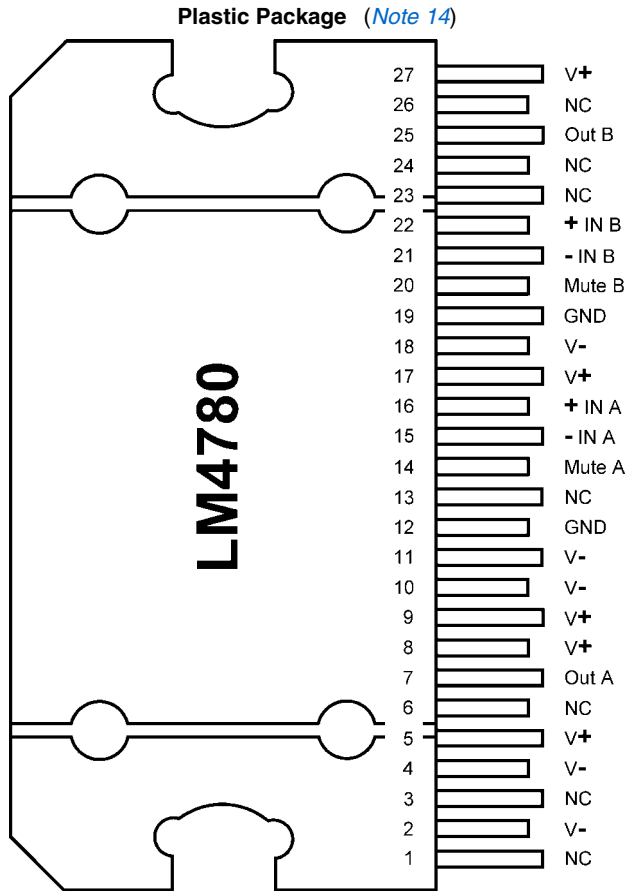 Plastic Package (Note 14)
27 V+
26 NC
25 Out B
24 NC
23 NC
22 + IN B
21 - IN B
20 Mute B
19 GND
18 V-
17 V+
16 + IN A
15 - IN A
14 Mute A
13 NC
12 GND
11 V-
10 V-
9 V+
8 V+
7 Out A
6 NC
5 V+
4 V-
3 NC
2 V-
1 NC
LM4780